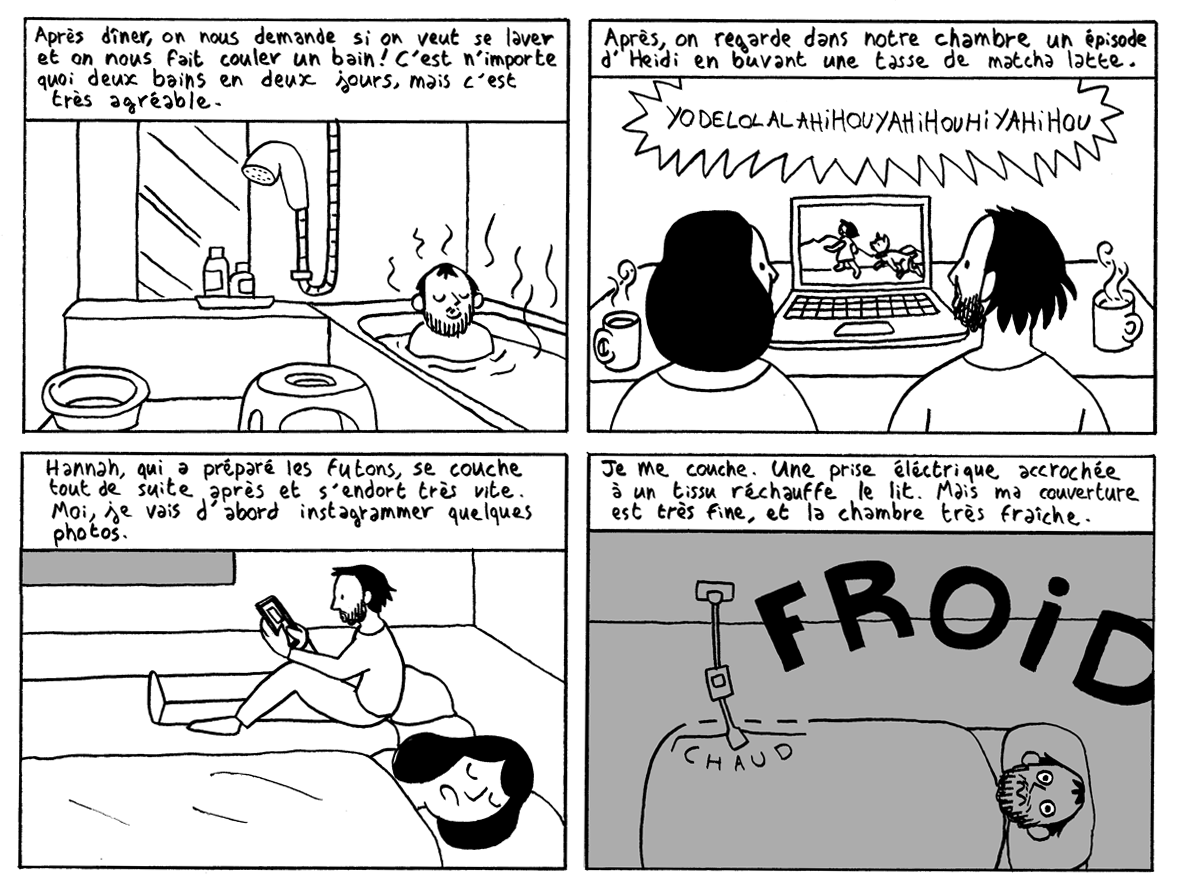 Après dîner, on nous demande si on veut se laver
et on nous fait couler un bain! C'est n'importe
quoi deux bains en deux jours, mais c'est
très agréable.
Après, on regarde dans notre chambre un épisode
d'Heidi en buvant une tasse de matcha latte.
YODELOLALAHiHOUYAHiHOUHiYAHiHOU
Hannah, qui a préparé les futons, se couche
tout de suite après et s'endort très vite.
Moi, je vais d'abord instagrammer quelques
photos.
Je me couche. Une prise éléctrique accrochée
à un tissu réchauffe le lit. Mais ma couverture
est très fine, et la chambre très fraîche.
FROiD
CHAUD